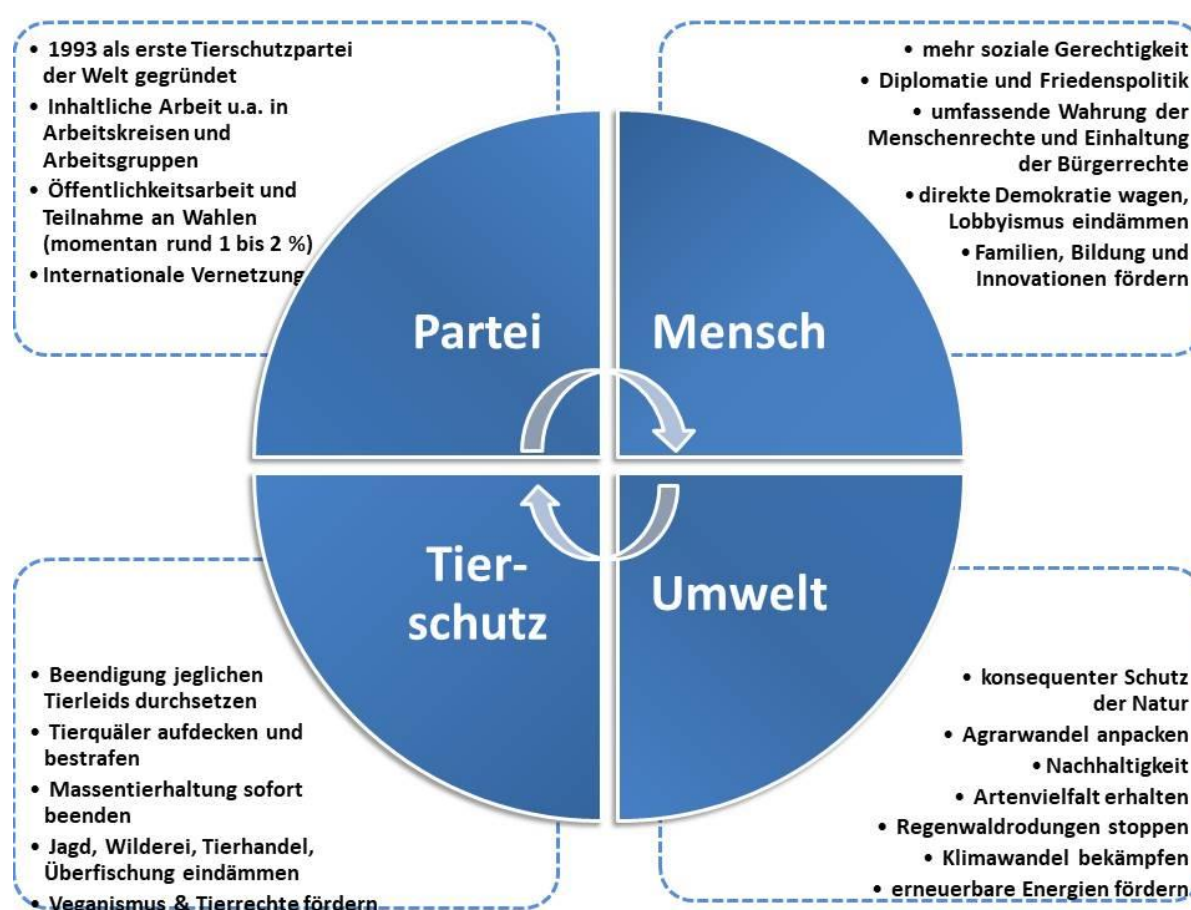 • 1993 als erste Tierschutzpartei
der Welt gegründet
• Inhaltliche Arbeit u.a. in
Arbeitskreisen und
Arbeitsgruppen
• Öffentlichkeitsarbeit und
Teilnahme an Wahlen
(momentan rund 1 bis 2 %)
• Internationale Vernetzung
• mehr soziale Gerechtigkeit
• Diplomatie und Friedenspolitik
• umfassende Wahrung der
Menschenrechte und Einhaltung
der Bürgerrechte
• direkte Demokratie wagen,
Lobbyismus eindämmen
• Familien, Bildung und
Innovationen fördern
Partei
Mensch
Tier-
schutz
Umwelt
• Beendigung jeglichen
Tierleids durchsetzen
• Tierquäler aufdecken und
bestrafen
• Massentierhaltung sofort
beenden
• Jagd, Wilderei, Tierhandel,
Überfischung eindämmen
• Veganismus & Tierrechte fördern
• konsequenter Schutz
der Natur
• Agrarwandel anpacken
• Nachhaltigkeit
• Artenvielfalt erhalten
• Regenwaldrodungen stoppen
• Klimawandel bekämpfen
• erneuerbare Energien fördern